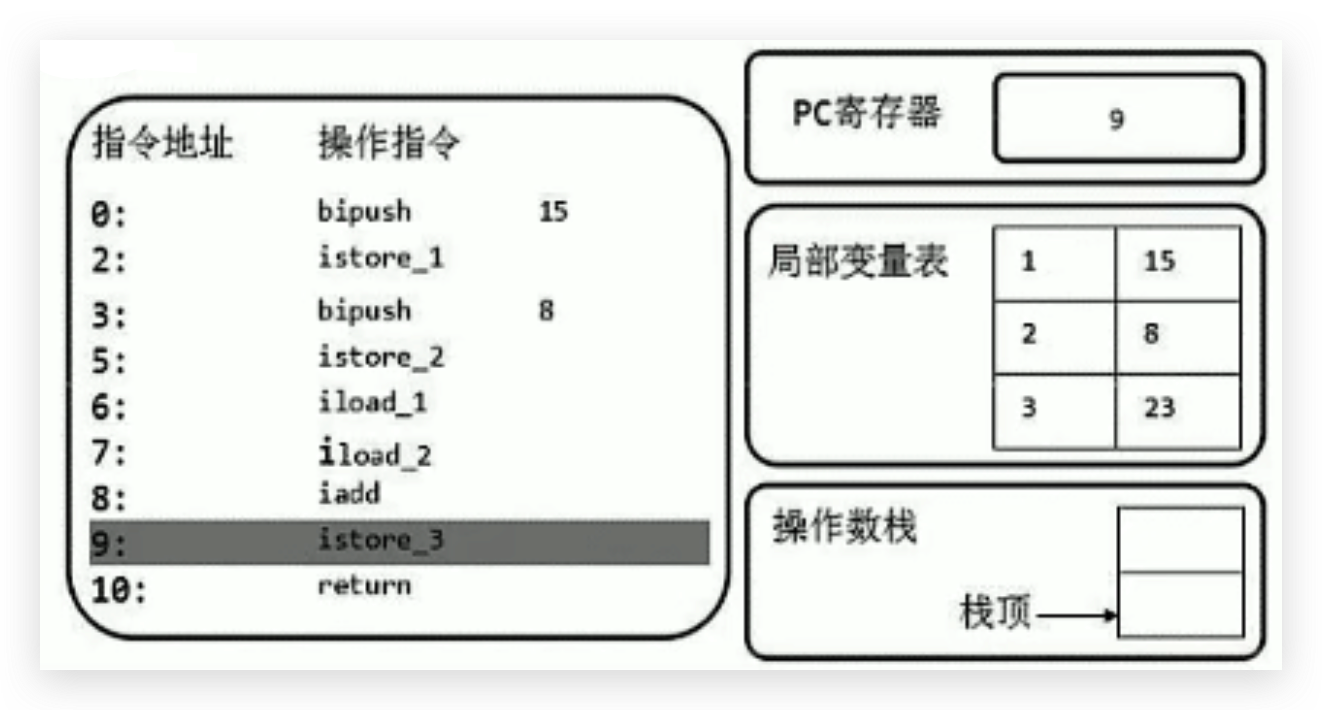 指令地址 操作指令
0: bipush 15
2: istore_1
3: bipush 8
5: istore_2
6: iload_1
7: iload_2
8: iadd
9: istore_3
10: return
PC寄存器 9
局部变量表 1 15
2 8
3 23
操作数栈
栈顶